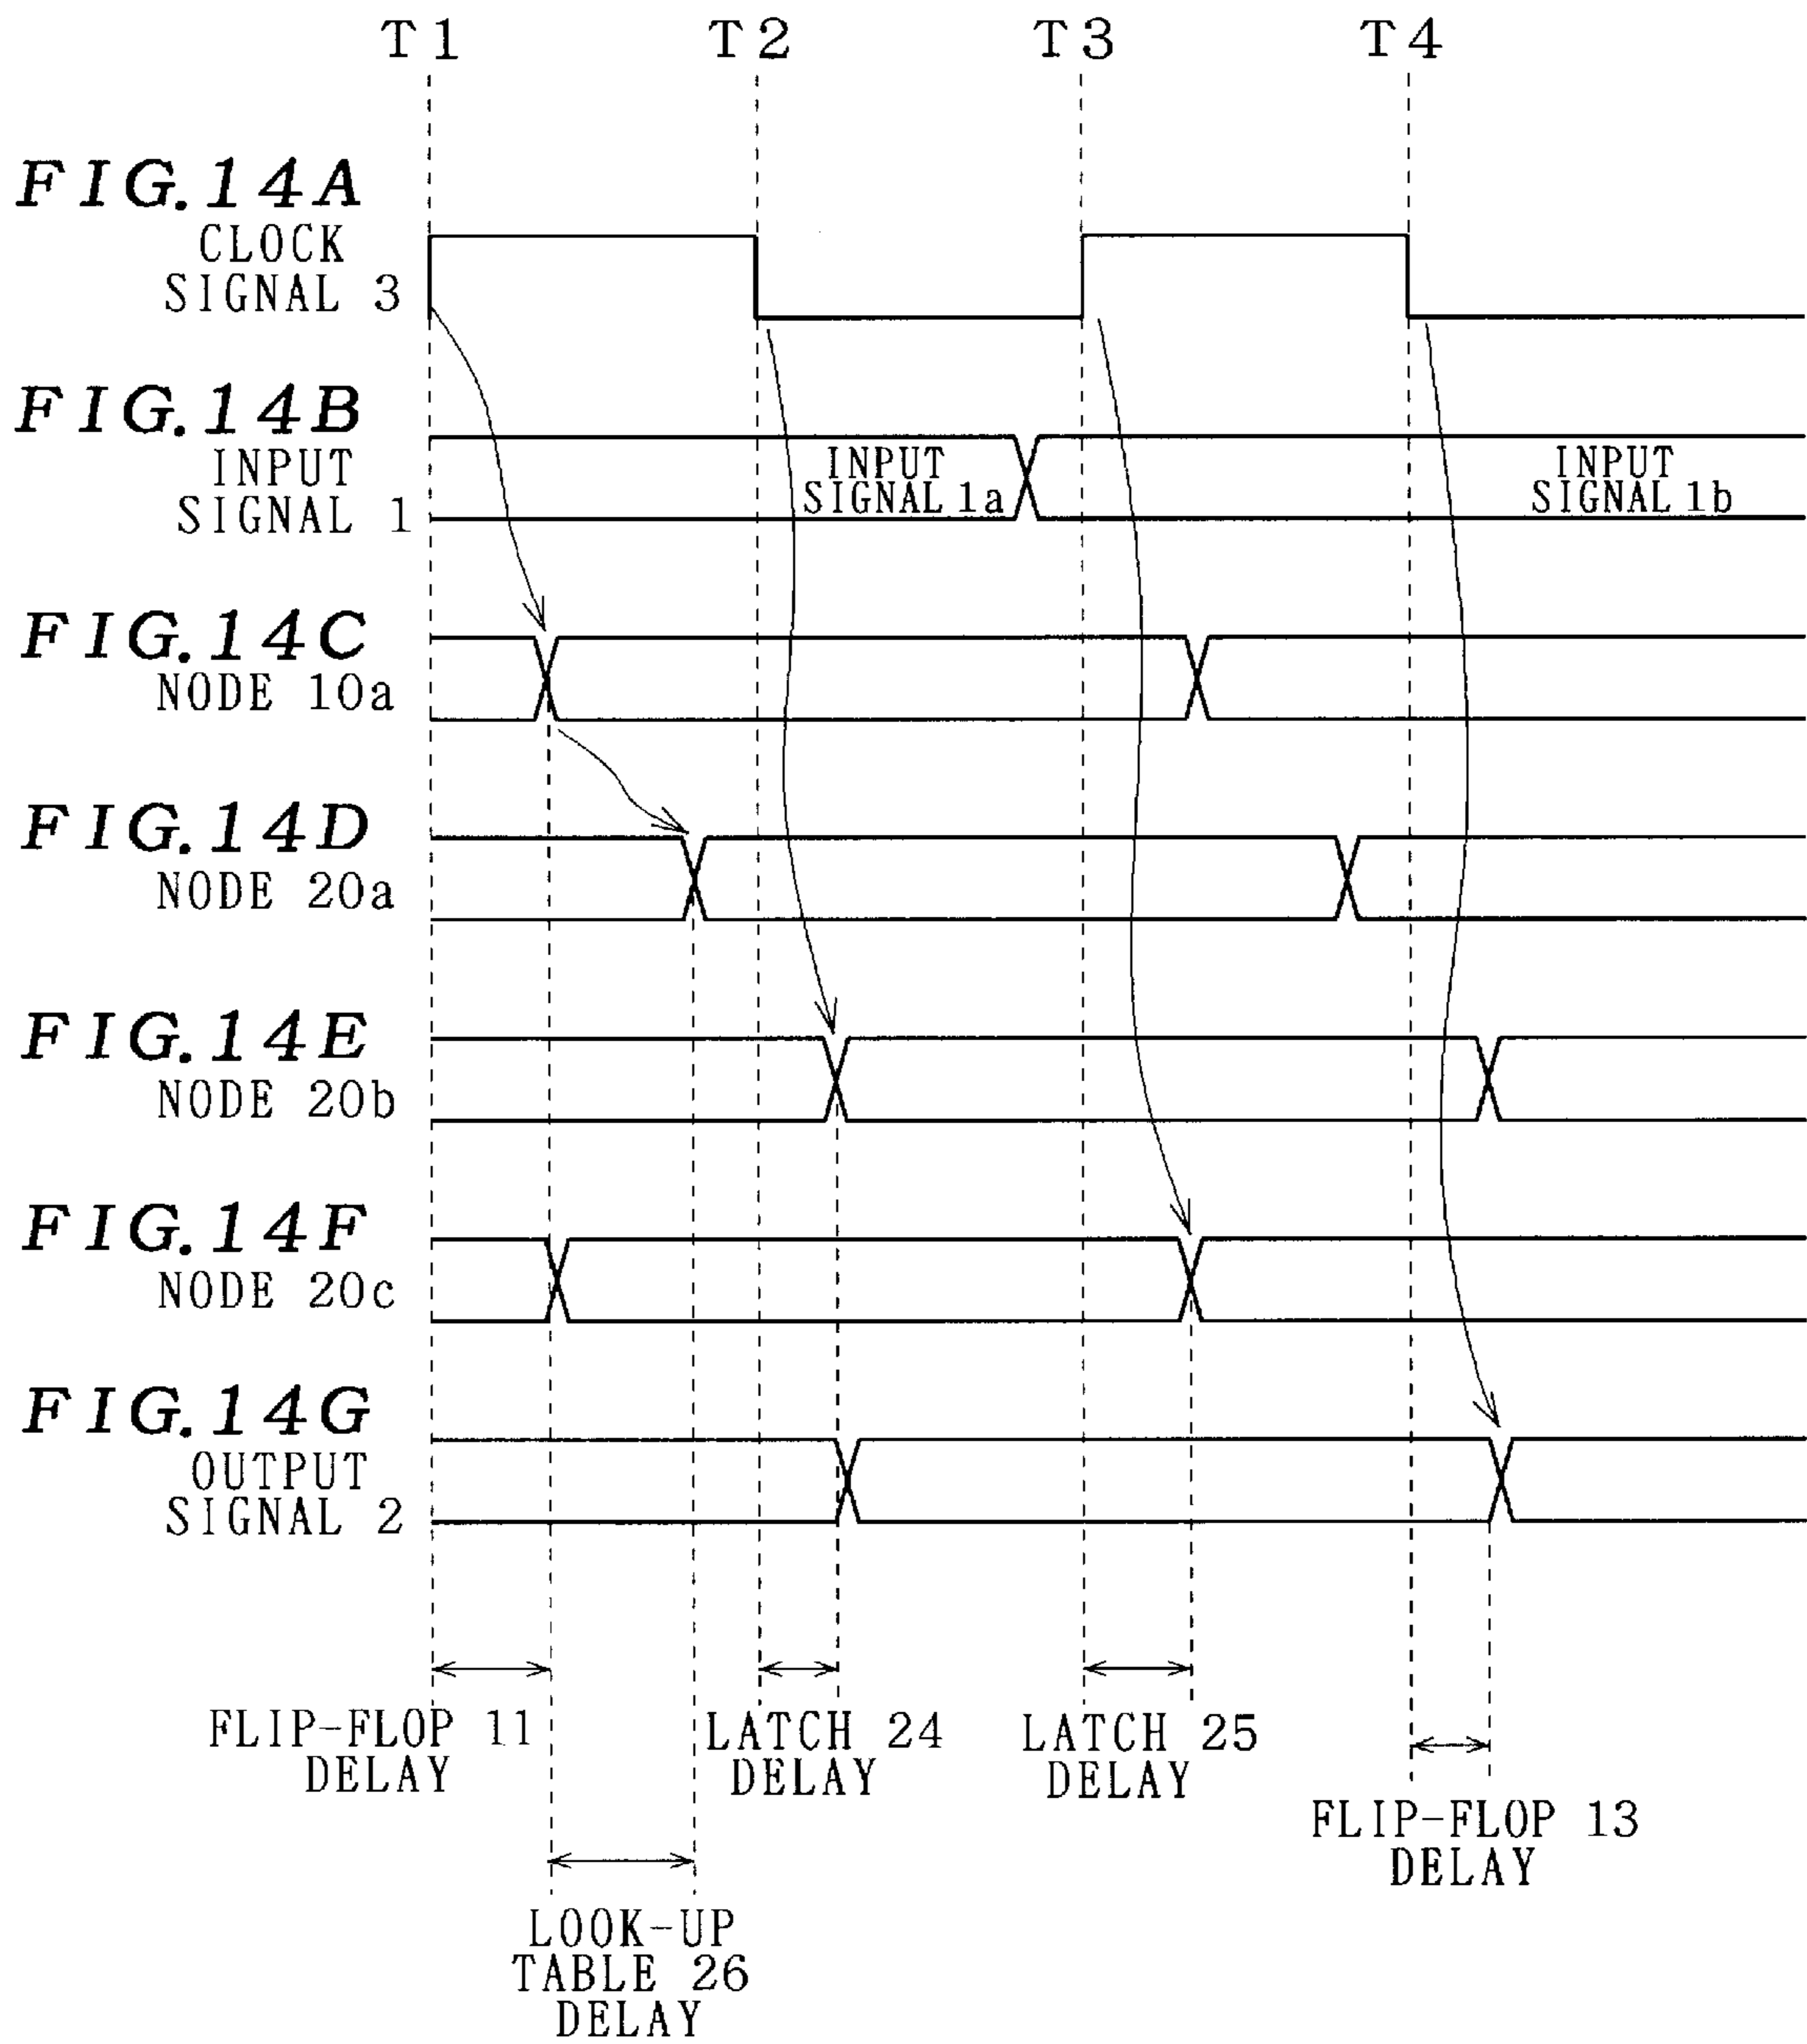 T1 T2 T3 T4
FIG.14A
CLOCK
SIGNAL 3
FIG.14B
INPUT
SIGNAL 1
INPUT
SIGNAL 1a
INPUT
SIGNAL 1b
FIG.14C
NODE 10a
FIG.14D
NODE 20a
FIG.14E
NODE 20b
FIG.14F
NODE 20c
FIG.14G
OUTPUT
SIGNAL 2
FLIP-FLOP 11
DELAY
LATCH 24
DELAY
LATCH 25
DELAY
FLIP-FLOP 13
DELAY
LOOK-UP
TABLE 26
DELAY